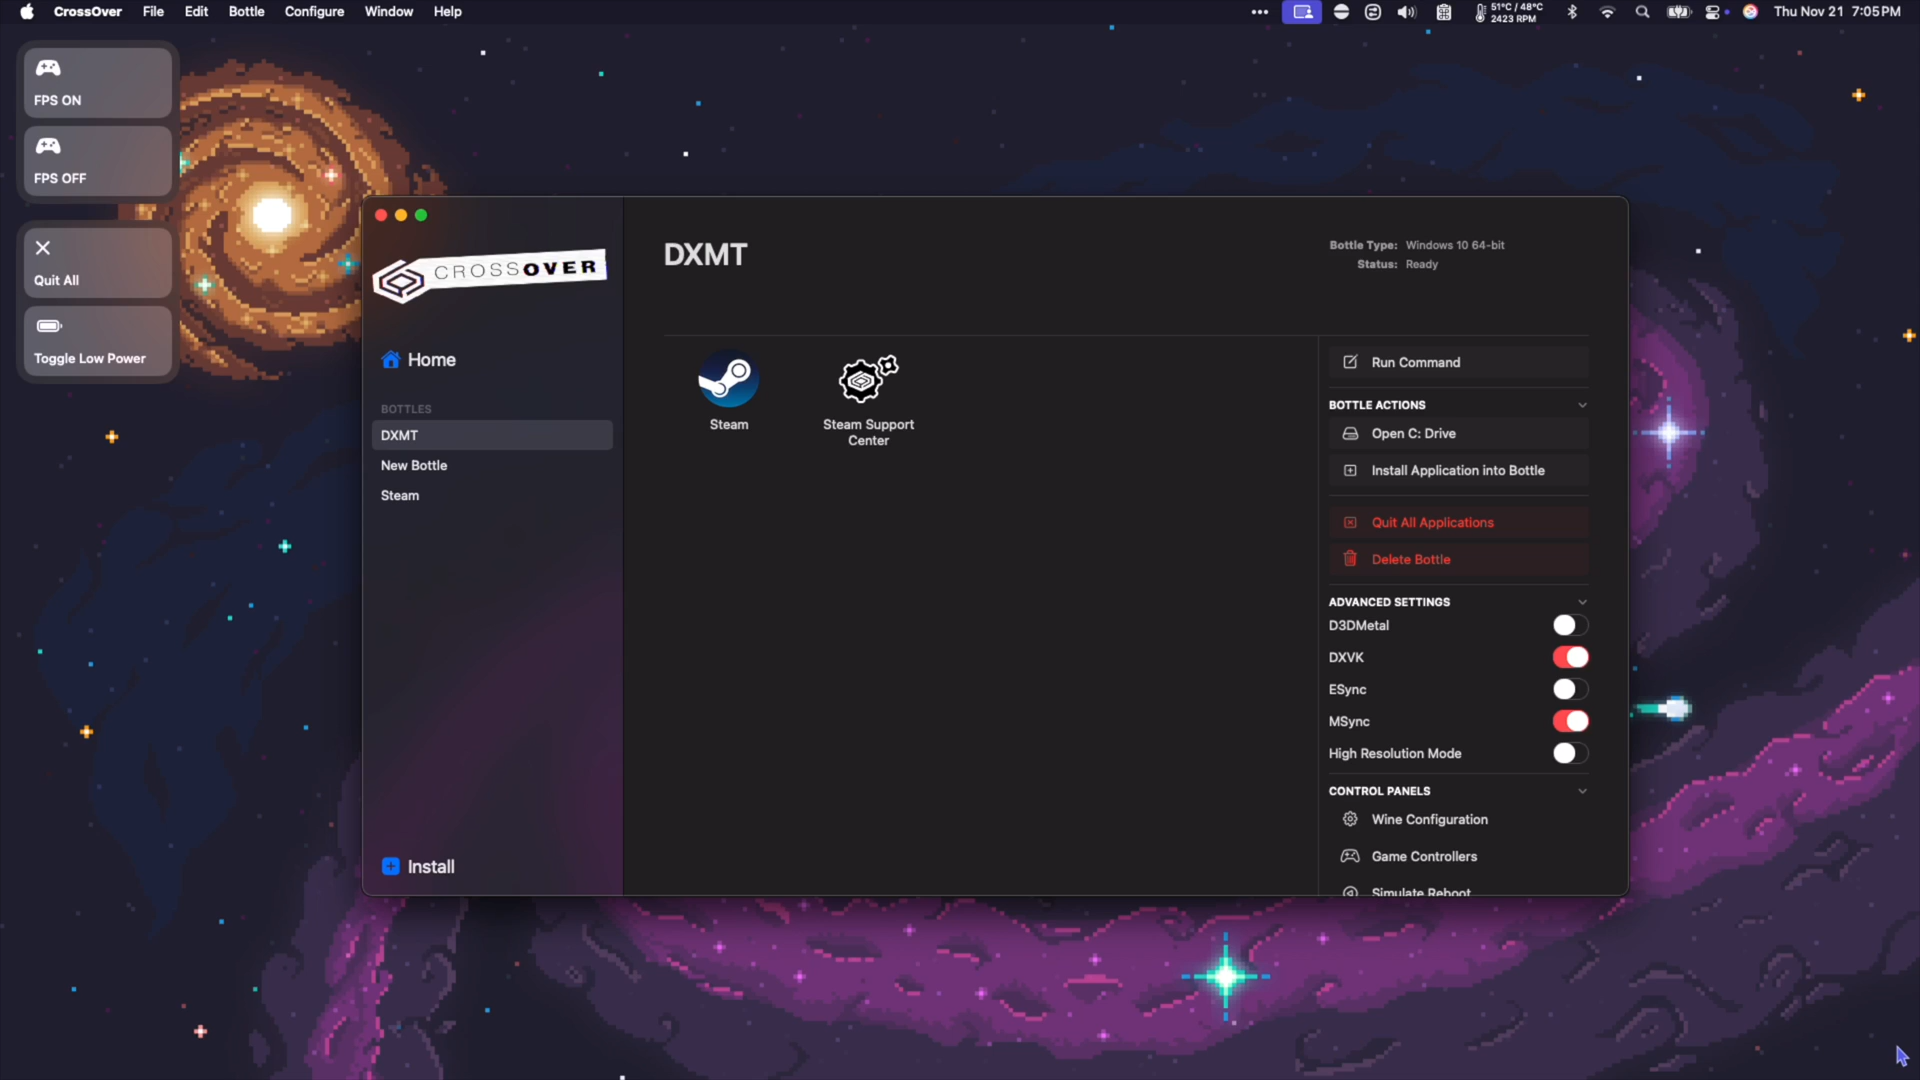 CrossOver File Edit Bottle Configure Window Help
51°C / 48°C
2423 RPM
Thu Nov 21 7:05 PM
FPS ON
FPS OFF
Quit All
Toggle Low Power
CROSSOVER
Home
BOTTLES
DXMT
New Bottle
Steam
Install
DXMT
Bottle Type: Windows 10 64-bit
Status: Ready
Steam
Steam Support
Center
Run Command
BOTTLE ACTIONS
Open C: Drive
Install Application into Bottle
Quit All Applications
Delete Bottle
ADVANCED SETTINGS
D3DMetal
DXVK
ESync
MSync
High Resolution Mode
CONTROL PANELS
Wine Configuration
Game Controllers
Simulate Reboot